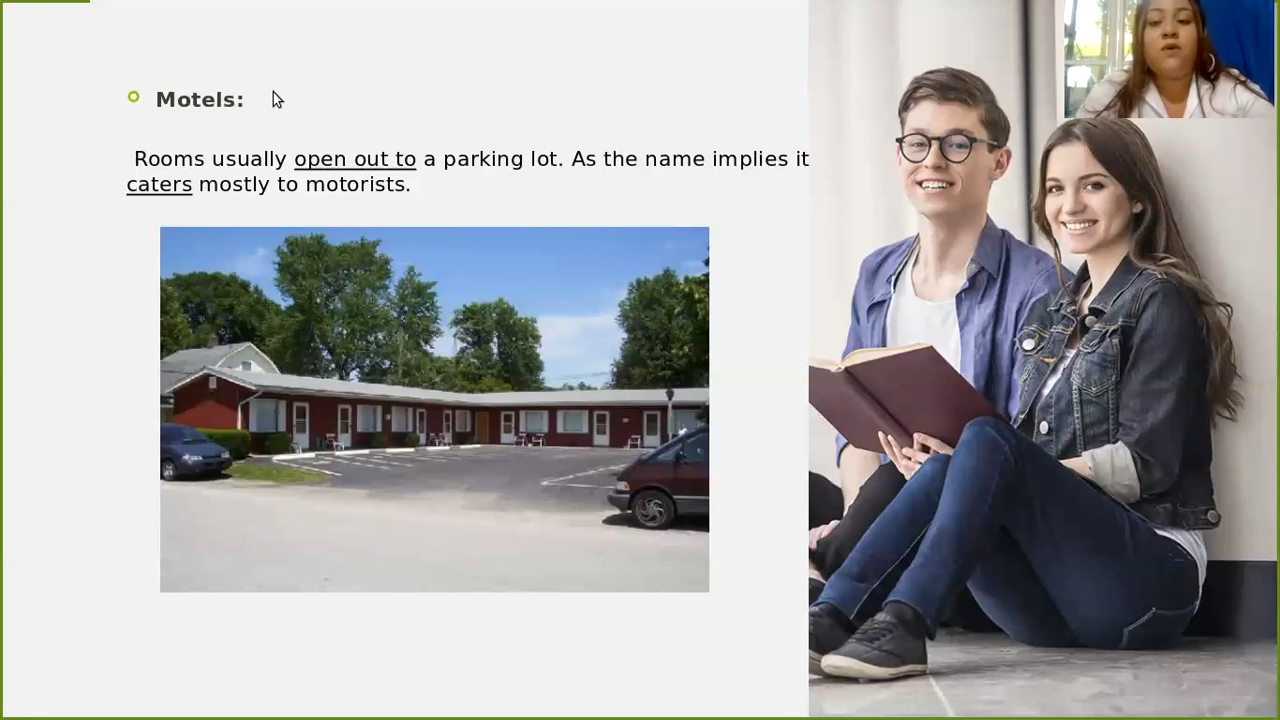 Motels:
Rooms usually open out to a parking lot. As the name implies it
caters mostly to motorists.